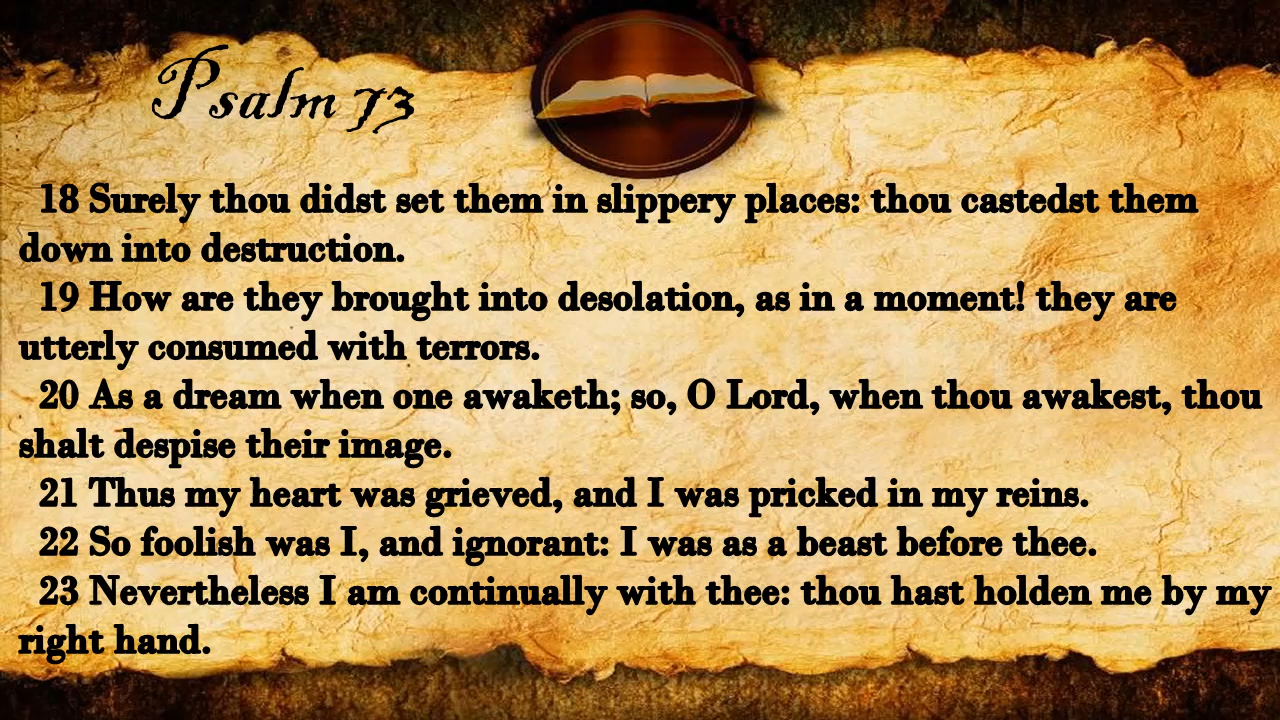 Psalm 73
18 Surely thou didst set them in slippery places: thou castedst them
down into destruction.
19 How are they brought into desolation, as in a moment! they are
utterly consumed with terrors.
20 As a dream when one awaketh; so, O Lord, when thou awakest, thou
shalt despise their image.
21 Thus my heart was grieved, and I was pricked in my reins.
22 So foolish was I, and ignorant: I was as a beast before thee.
23 Nevertheless I am continually with thee: thou hast holden me by my
right hand.